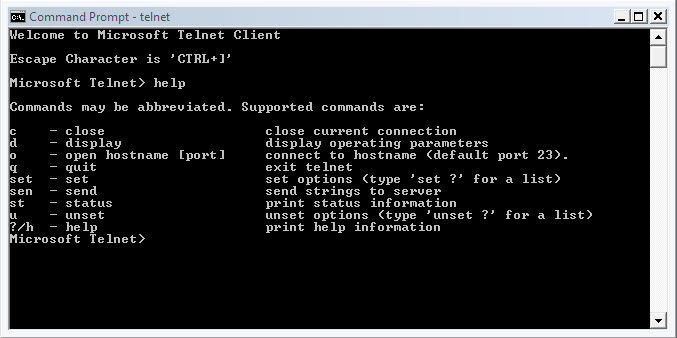 Command Prompt - telnet
Welcome to Microsoft Telnet Client
Escape Character is 'CTRL+]'
Microsoft Telnet> help
Commands may be abbreviated. Supported commands are:
c    - close                    close current connection
d    - display                  display operating parameters
o    - open hostname [port]     connect to hostname (default port 23).
q    - quit                     exit telnet
set  - set                      set options (type 'set ?' for a list)
sen  - send                     send strings to server
st   - status                   print status information
u    - unset                    unset options (type 'unset ?' for a list)
?/h  - help                     print help information
Microsoft Telnet>